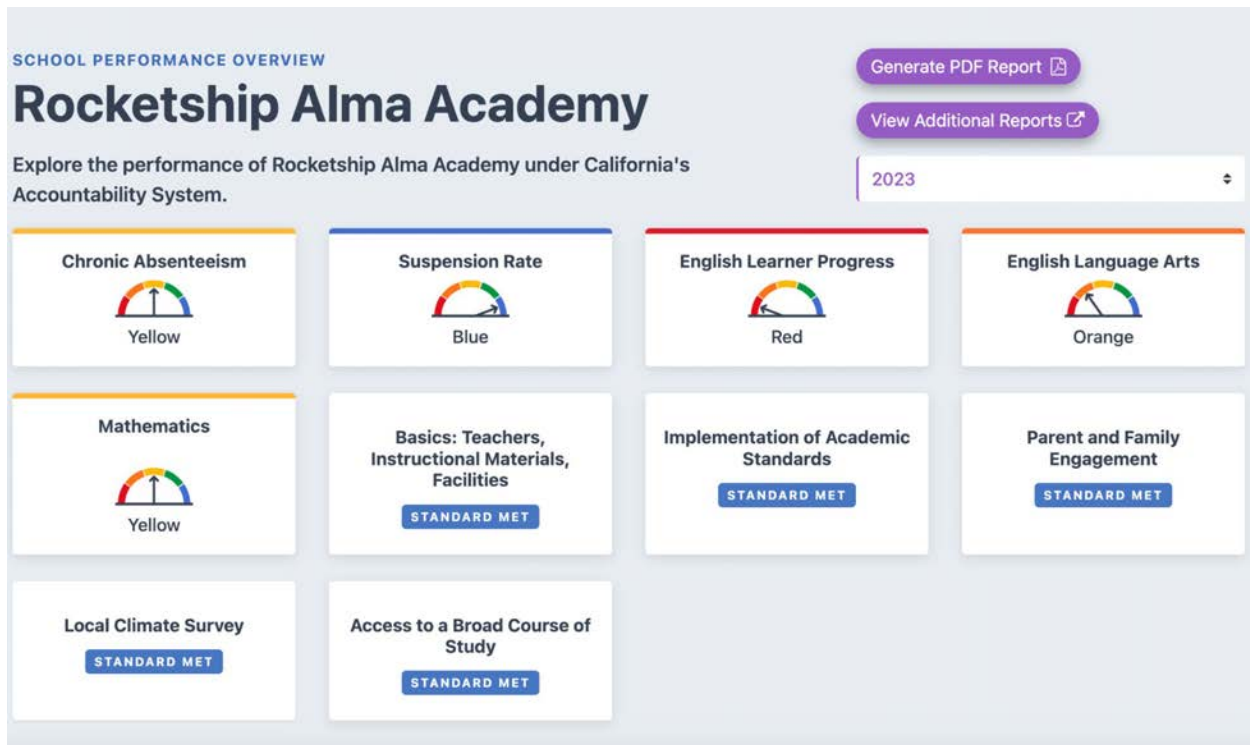 SCHOOL PERFORMANCE OVERVIEW
Rocketship Alma Academy
Explore the performance of Rocketship Alma Academy under California's
Accountability System.
Generate PDF Report
View Additional Reports
2023
Chronic Absenteeism
Yellow
Suspension Rate
Blue
English Learner Progress
Red
English Language Arts
Orange
Mathematics
Yellow
Basics: Teachers,
Instructional Materials,
Facilities
STANDARD MET
Implementation of Academic
Standards
STANDARD MET
Parent and Family
Engagement
STANDARD MET
Local Climate Survey
STANDARD MET
Access to a Broad Course of
Study
STANDARD MET